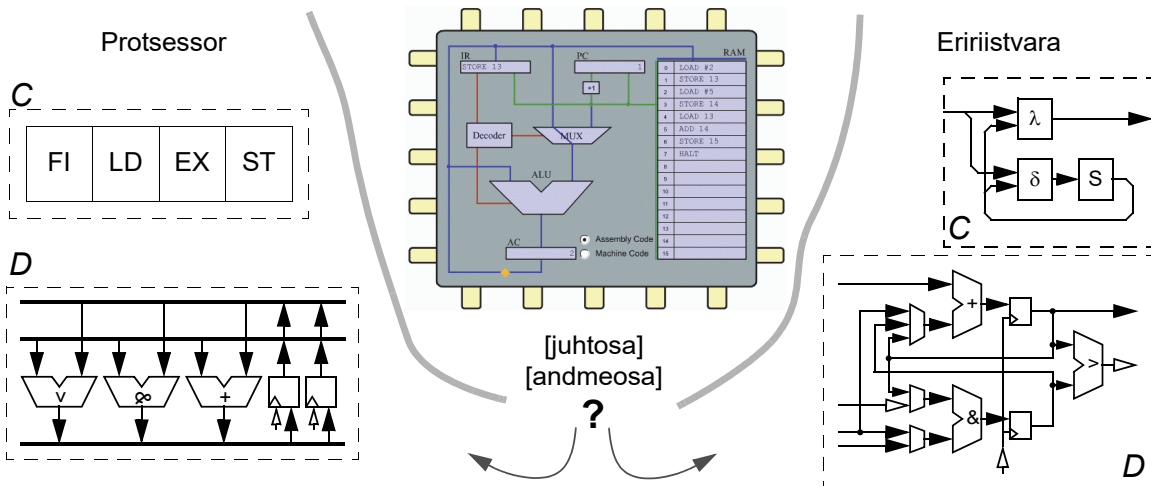 Protsessor
C
FI LD EX ST
D
> & +
IR
STORE 13
PC
1
+1
RAM
0 LOAD #2
1 STORE 13
2 LOAD #5
3 STORE 14
4 LOAD 13
5 ADD 14
6 STORE 15
7 HALT
8
9
10
11
12
13
14
15
Decoder
MUX
ALU
AC
2
Assembly Code
Machine Code
[juhtosa]
[andmeosa]
?
Eririistvara
λ
δ S
C
+
>
&
D